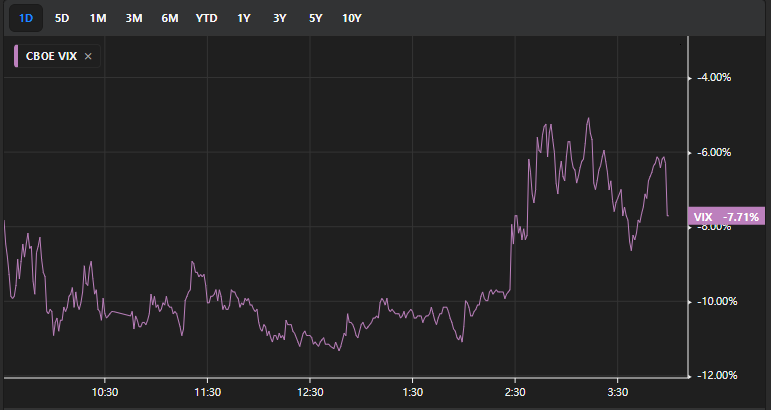 1D 5D 1M 3M 6M YTD 1Y 3Y 5Y 10Y
CBOE VIX ×
-4.00%
-6.00%
VIX -7.71%
-8.00%
-10.00%
-12.00%
10:30 11:30 12:30 1:30 2:30 3:30